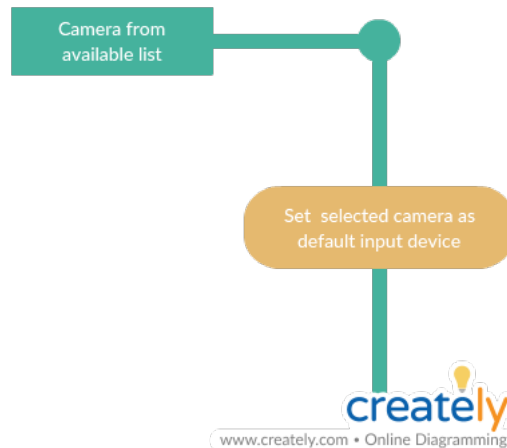 Camera from
available list
Set selected camera as
default input device
creately
www.creately.com • Online Diagramming